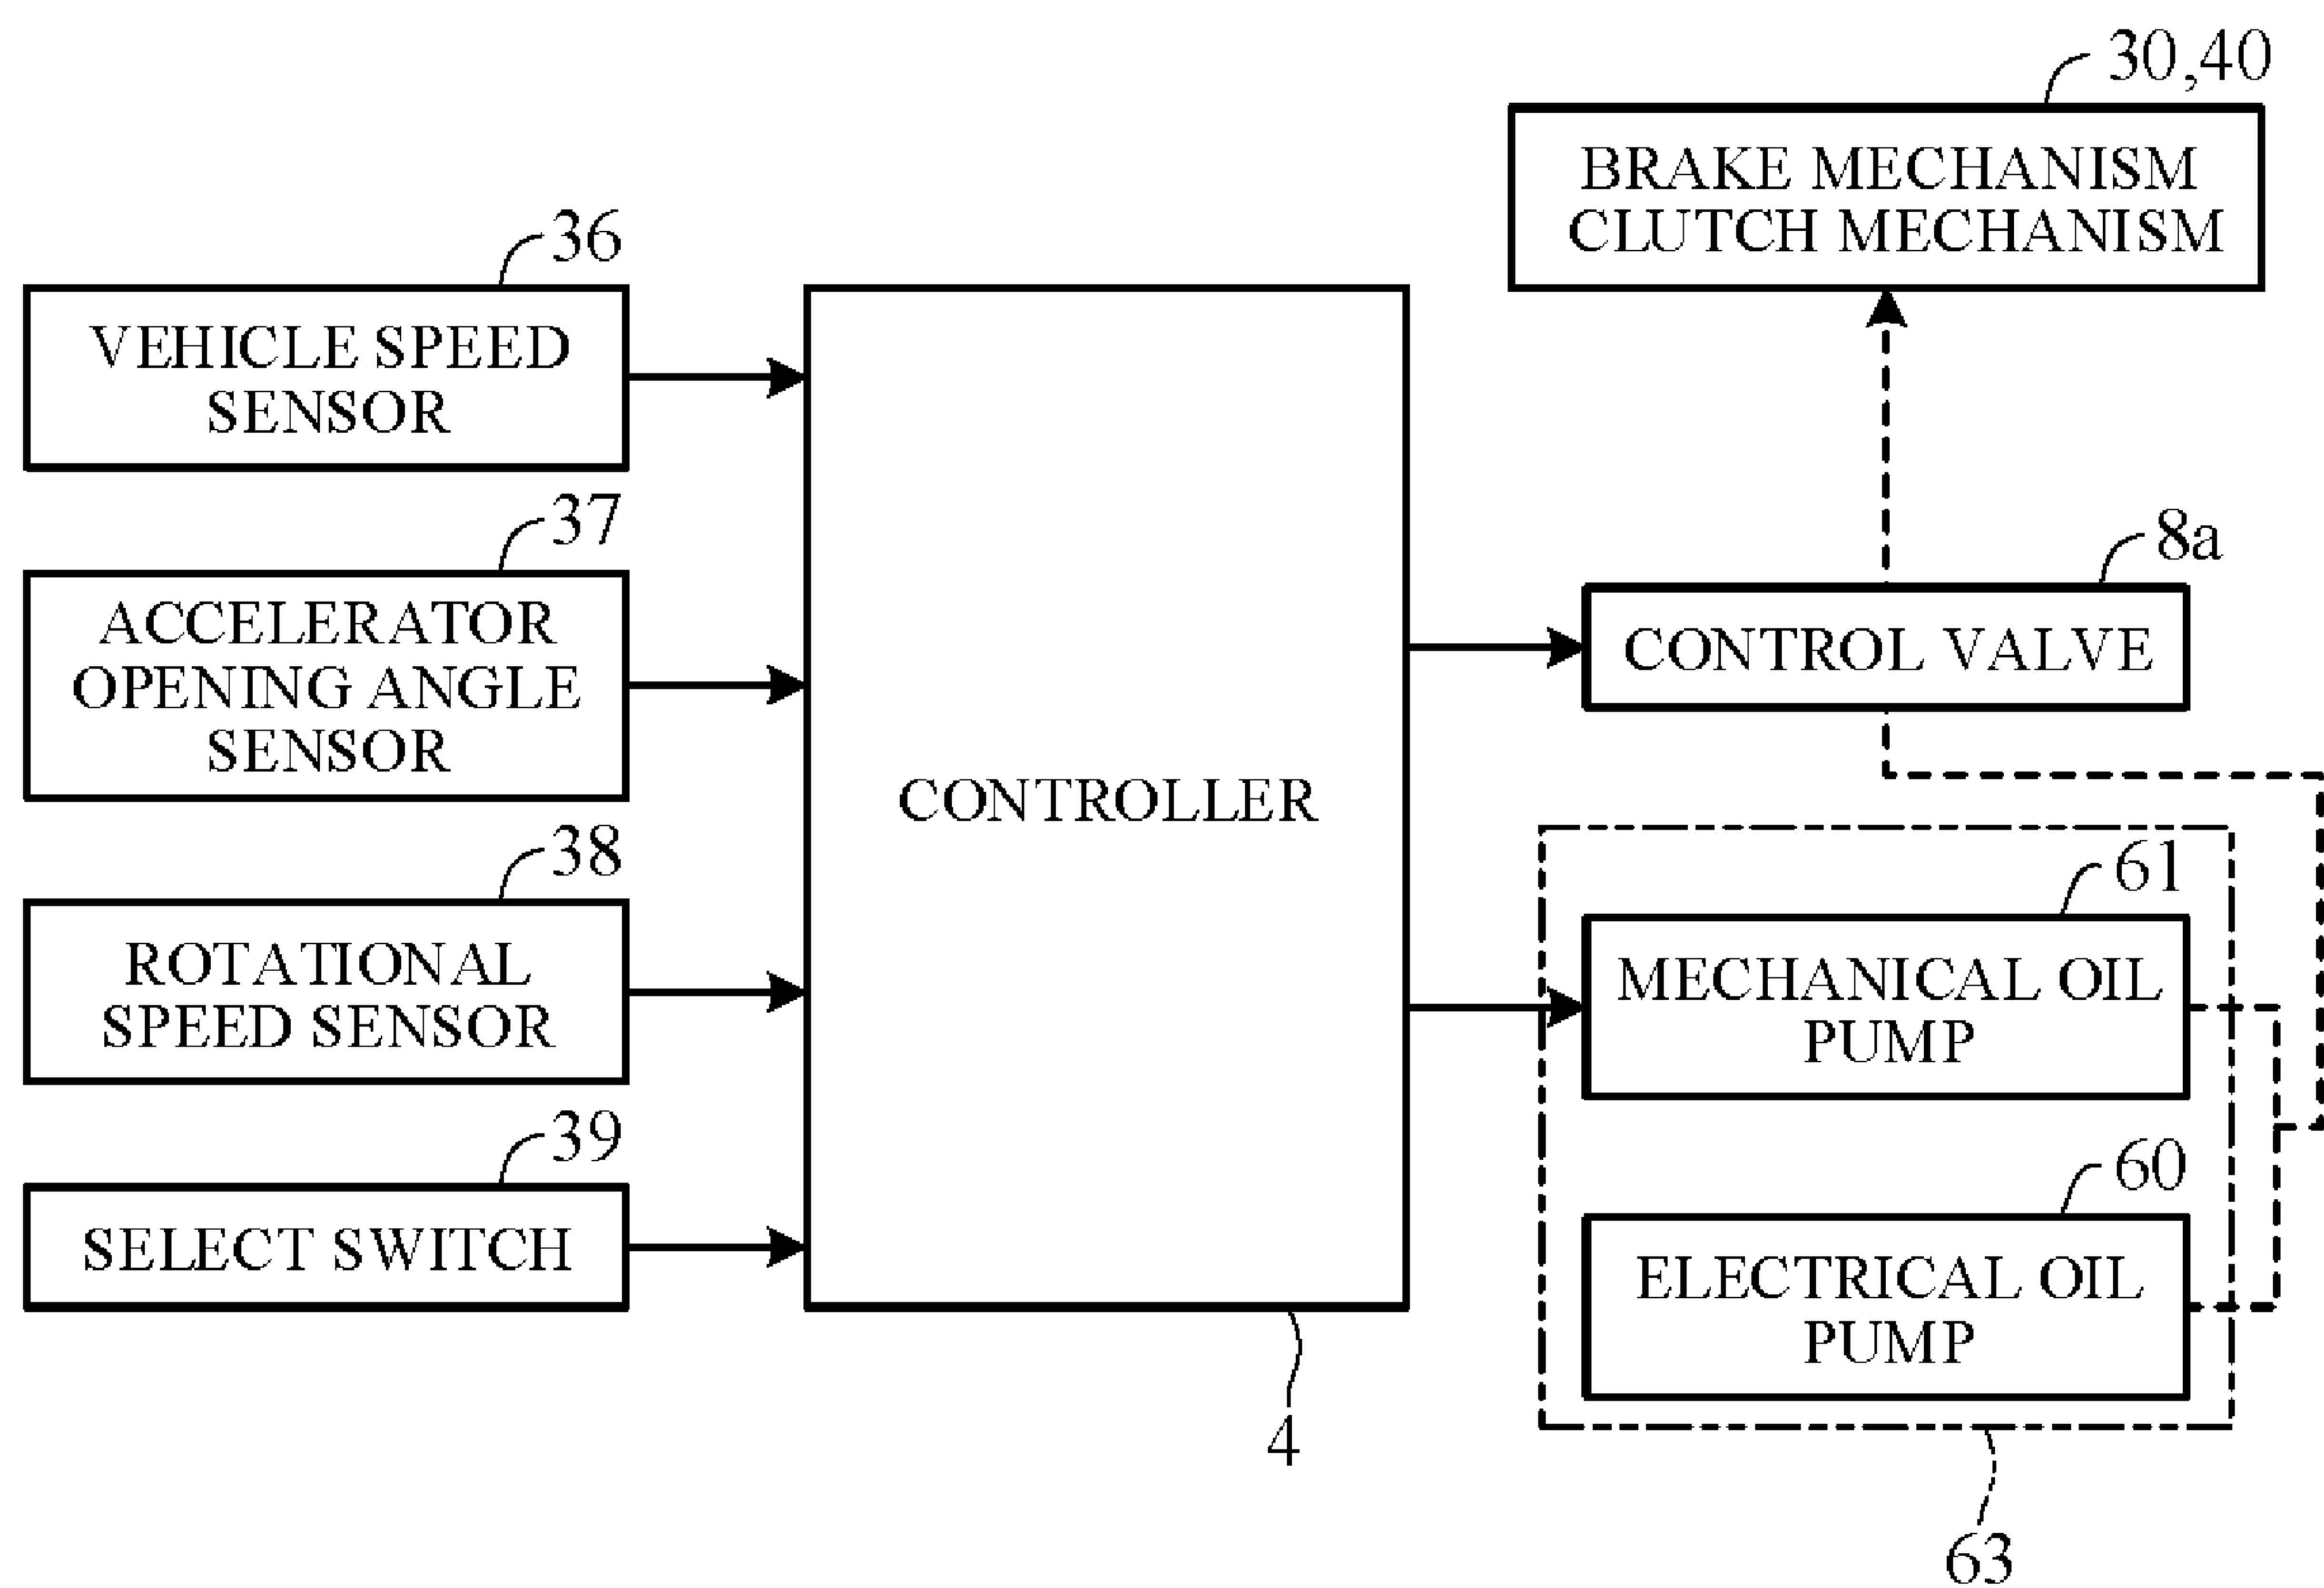 30,40
BRAKE MECHANISM
CLUTCH MECHANISM
36
VEHICLE SPEED
SENSOR
37
ACCELERATOR
OPENING ANGLE
SENSOR
38
ROTATIONAL
SPEED SENSOR
39
SELECT SWITCH
CONTROLLER
4
8a
CONTROL VALVE
61
MECHANICAL OIL
PUMP
60
ELECTRICAL OIL
PUMP
63